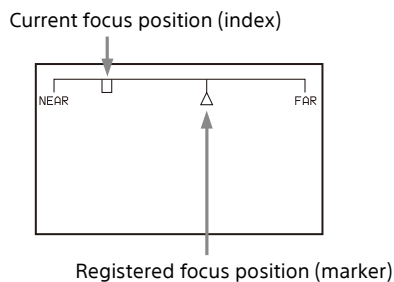 Current focus position (index)
NEAR
FAR
Registered focus position (marker)